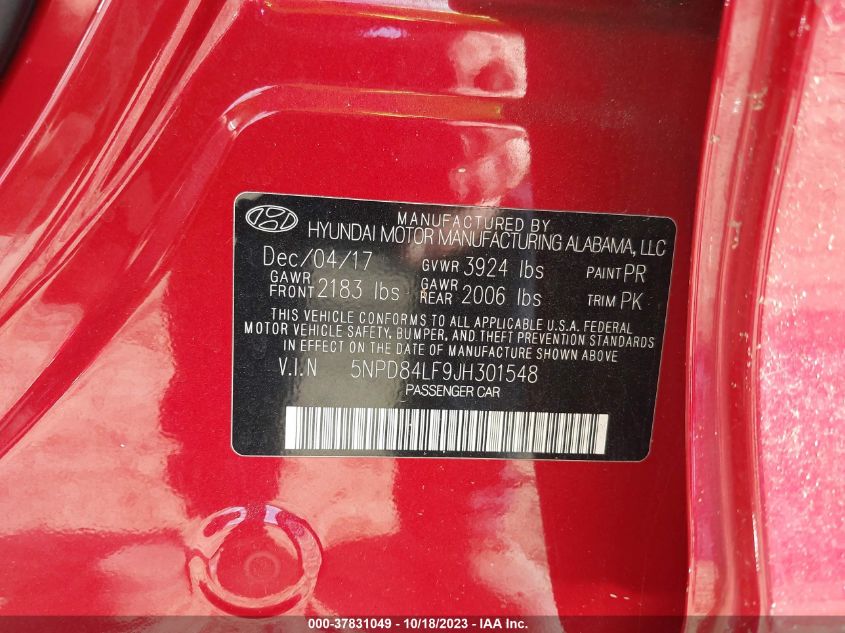 MANUFACTURED BY
HYUNDAI MOTOR MANUFACTURING ALABAMA, LLC
Dec/04/17 GVWR 3924 lbs PAINT PR
GAWR FRONT 2183 lbs GAWR REAR 2006 lbs TRIM PK
THIS VEHICLE CONFORMS TO ALL APPLICABLE U.S.A. FEDERAL
MOTOR VEHICLE SAFETY, BUMPER, AND THEFT PREVENTION STANDARDS
IN EFFECT ON THE DATE OF MANUFACTURE SHOWN ABOVE.
V.I.N 5NPD84LF9JH301548
PASSENGER CAR
000-37831049 - 10/18/2023 - IAA Inc.